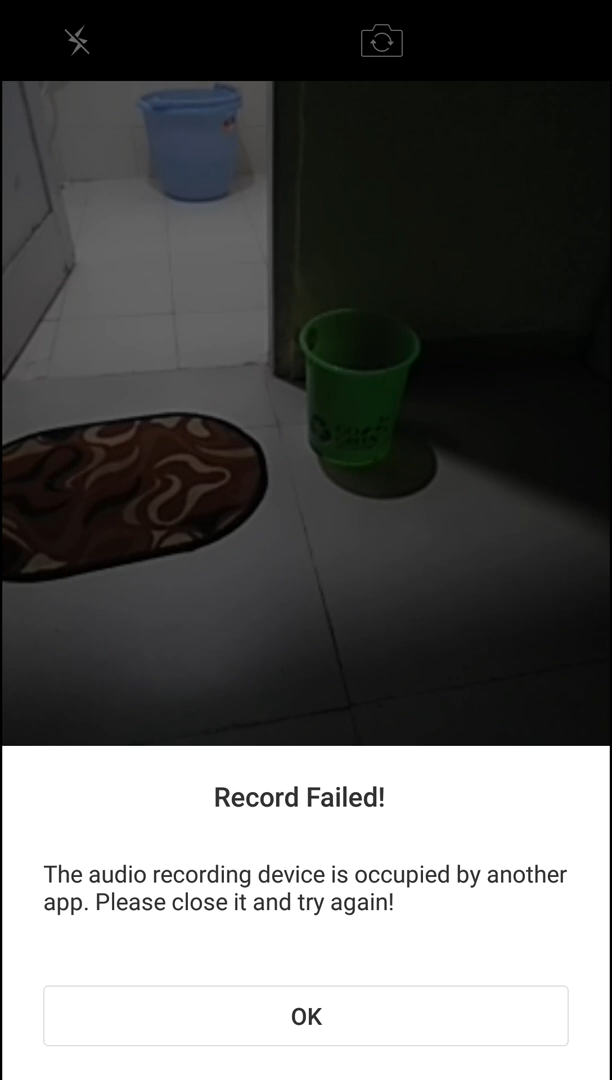 Record Failed!
The audio recording device is occupied by another
app. Please close it and try again!
OK